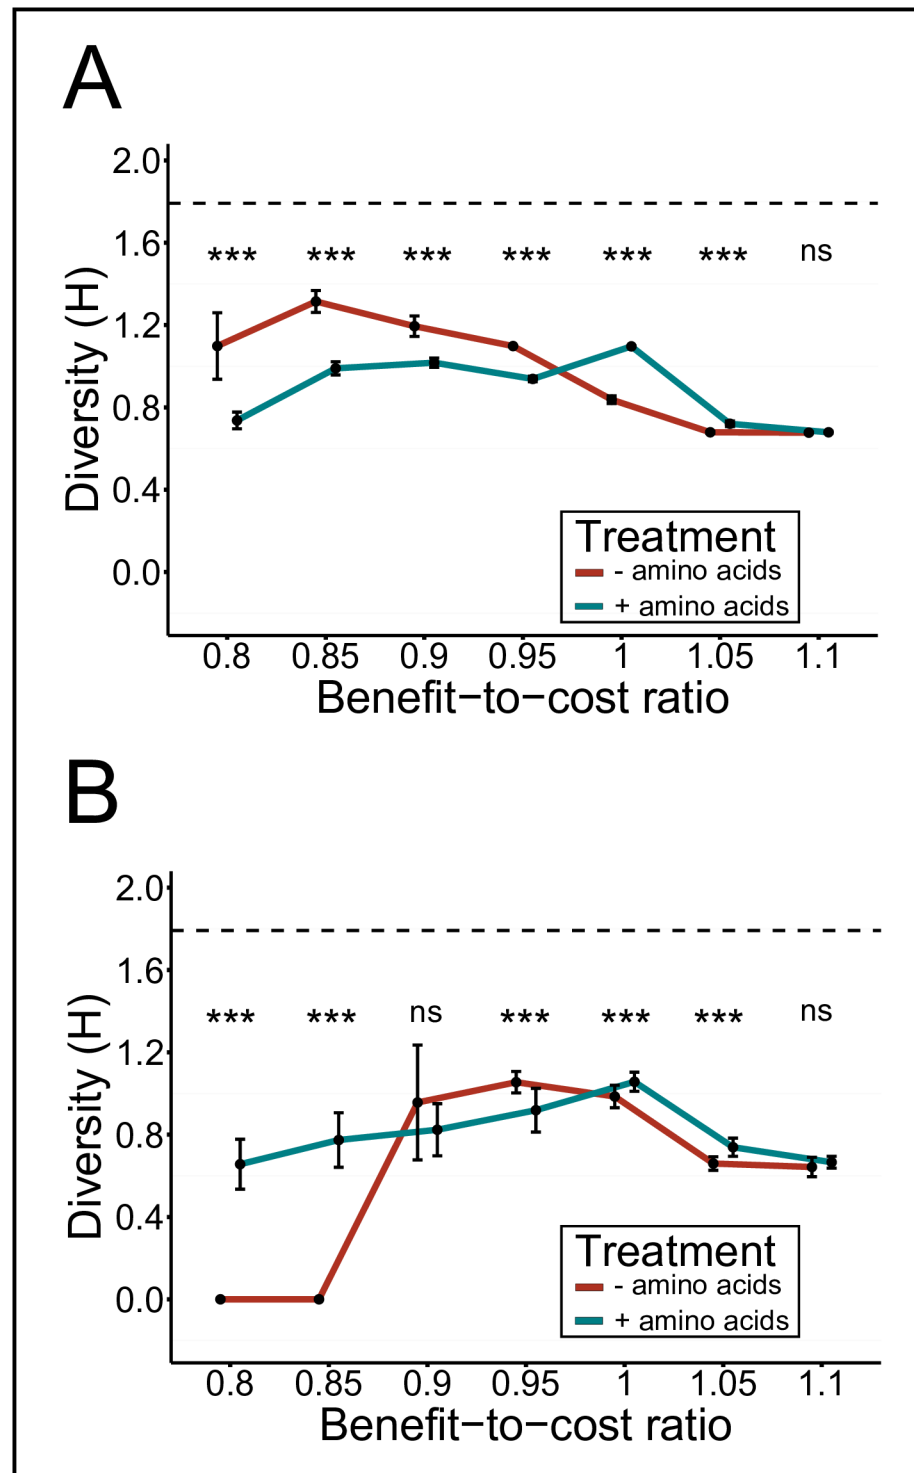 A
2.0
1.6
1.2
0.8
0.4
0.0
Diversity (H)
*** *** *** *** *** *** ns
Treatment
- amino acids
+ amino acids
0.8 0.85 0.9 0.95 1 1.05 1.1
Benefit−to−cost ratio
B
2.0
1.6
1.2
0.8
0.4
0.0
Diversity (H)
*** *** ns *** *** *** ns
Treatment
- amino acids
+ amino acids
0.8 0.85 0.9 0.95 1 1.05 1.1
Benefit−to−cost ratio